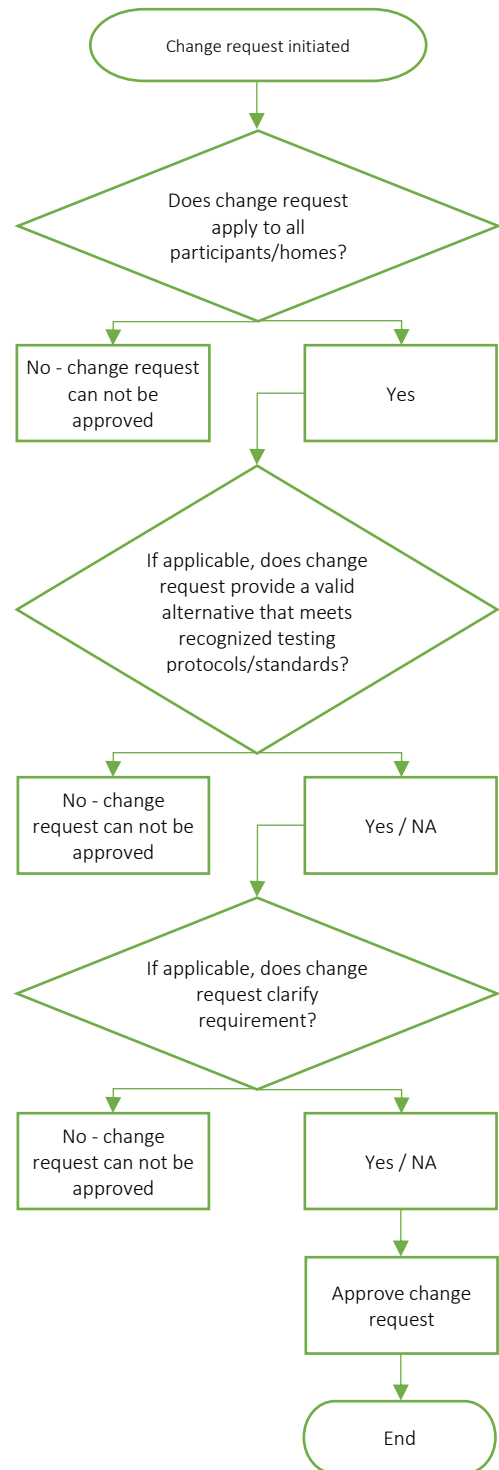 Change request initiated
Does change request
apply to all
participants/homes?
No - change request
can not be
approved
Yes
If applicable, does change
request provide a valid
alternative that meets
recognized testing
protocols/standards?
No - change
request can not be
approved
Yes / NA
If applicable, does change
request clarify
requirement?
No - change
request can not be
approved
Yes / NA
Approve change
request
End